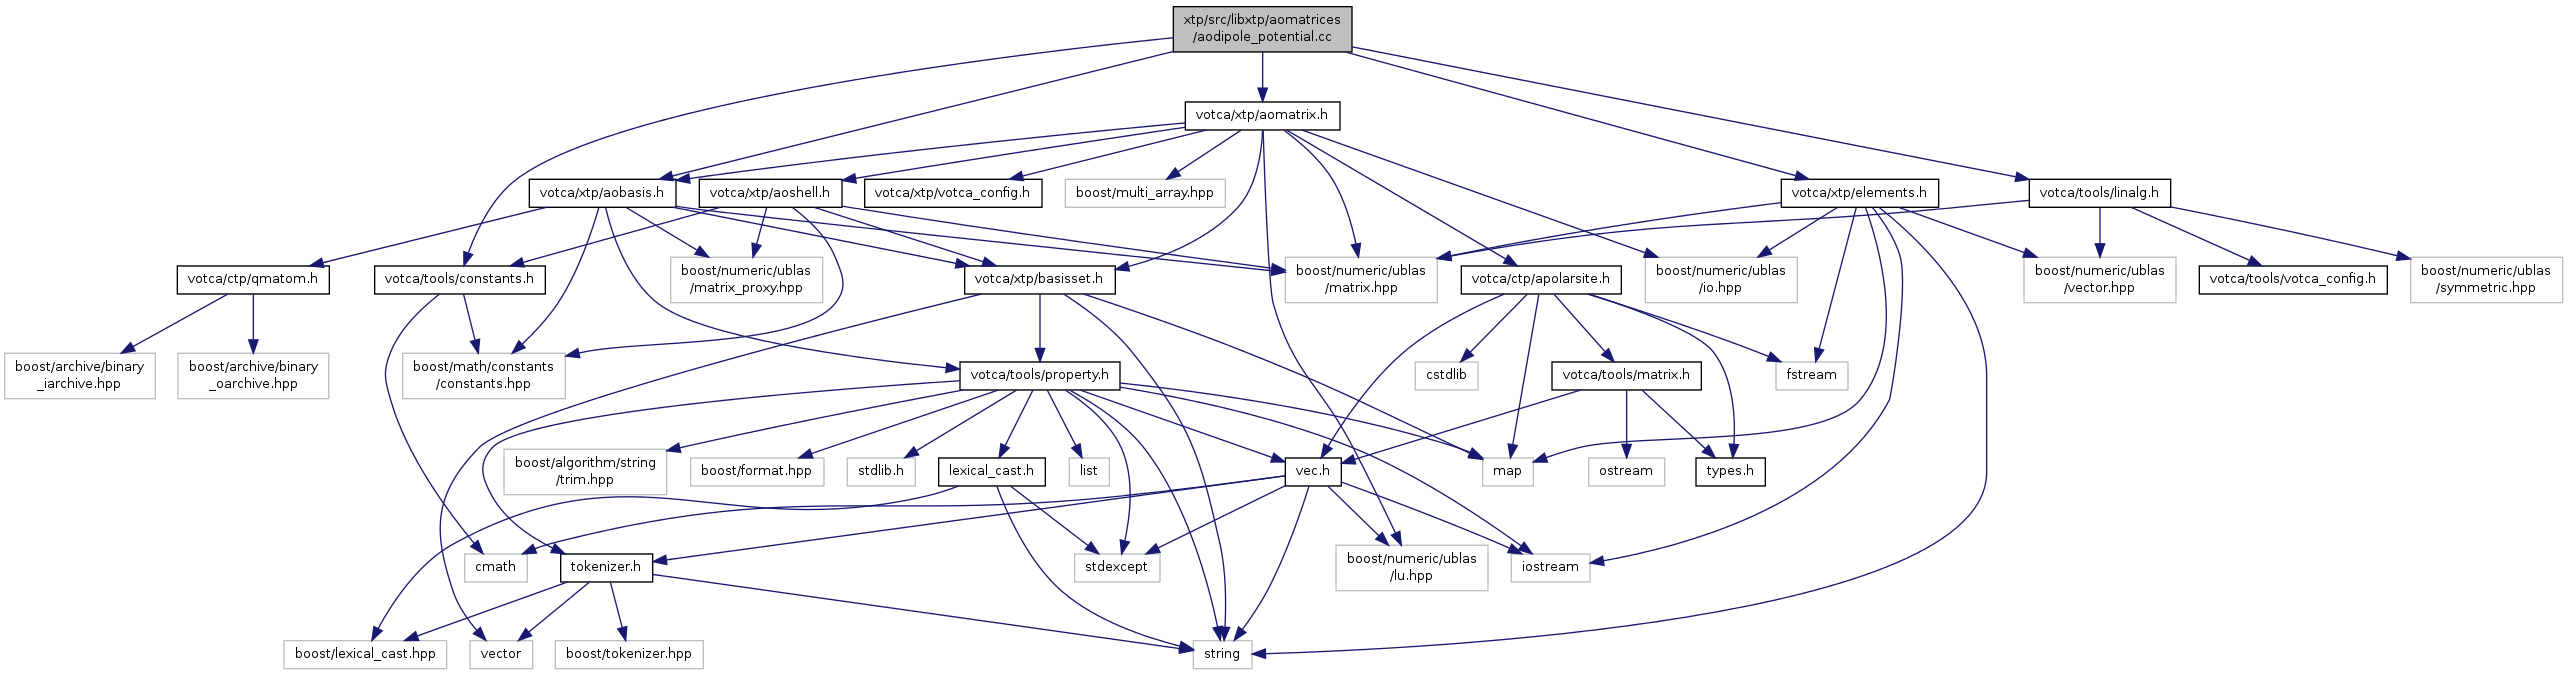 xtp/src/libxtp/aomatrices
/aodipole_potential.cc
votca/xtp/aomatrix.h
votca/xtp/aobasis.h
votca/xtp/aoshell.h
votca/xtp/votca_config.h
boost/multi_array.hpp
votca/xtp/elements.h
votca/tools/linalg.h
votca/ctp/qmatom.h
votca/tools/constants.h
boost/numeric/ublas
/matrix_proxy.hpp
votca/xtp/basisset.h
boost/numeric/ublas
/matrix.hpp
votca/ctp/apolarsite.h
boost/numeric/ublas
/io.hpp
boost/numeric/ublas
/vector.hpp
votca/tools/votca_config.h
boost/numeric/ublas
/symmetric.hpp
boost/archive/binary
_iarchive.hpp
boost/archive/binary
_oarchive.hpp
boost/math/constants
/constants.hpp
votca/tools/property.h
cstdlib
votca/tools/matrix.h
fstream
boost/algorithm/string
/trim.hpp
boost/format.hpp
stdlib.h
lexical_cast.h
list
vec.h
map
ostream
types.h
cmath
tokenizer.h
stdexcept
boost/numeric/ublas
/lu.hpp
iostream
boost/lexical_cast.hpp
vector
boost/tokenizer.hpp
string